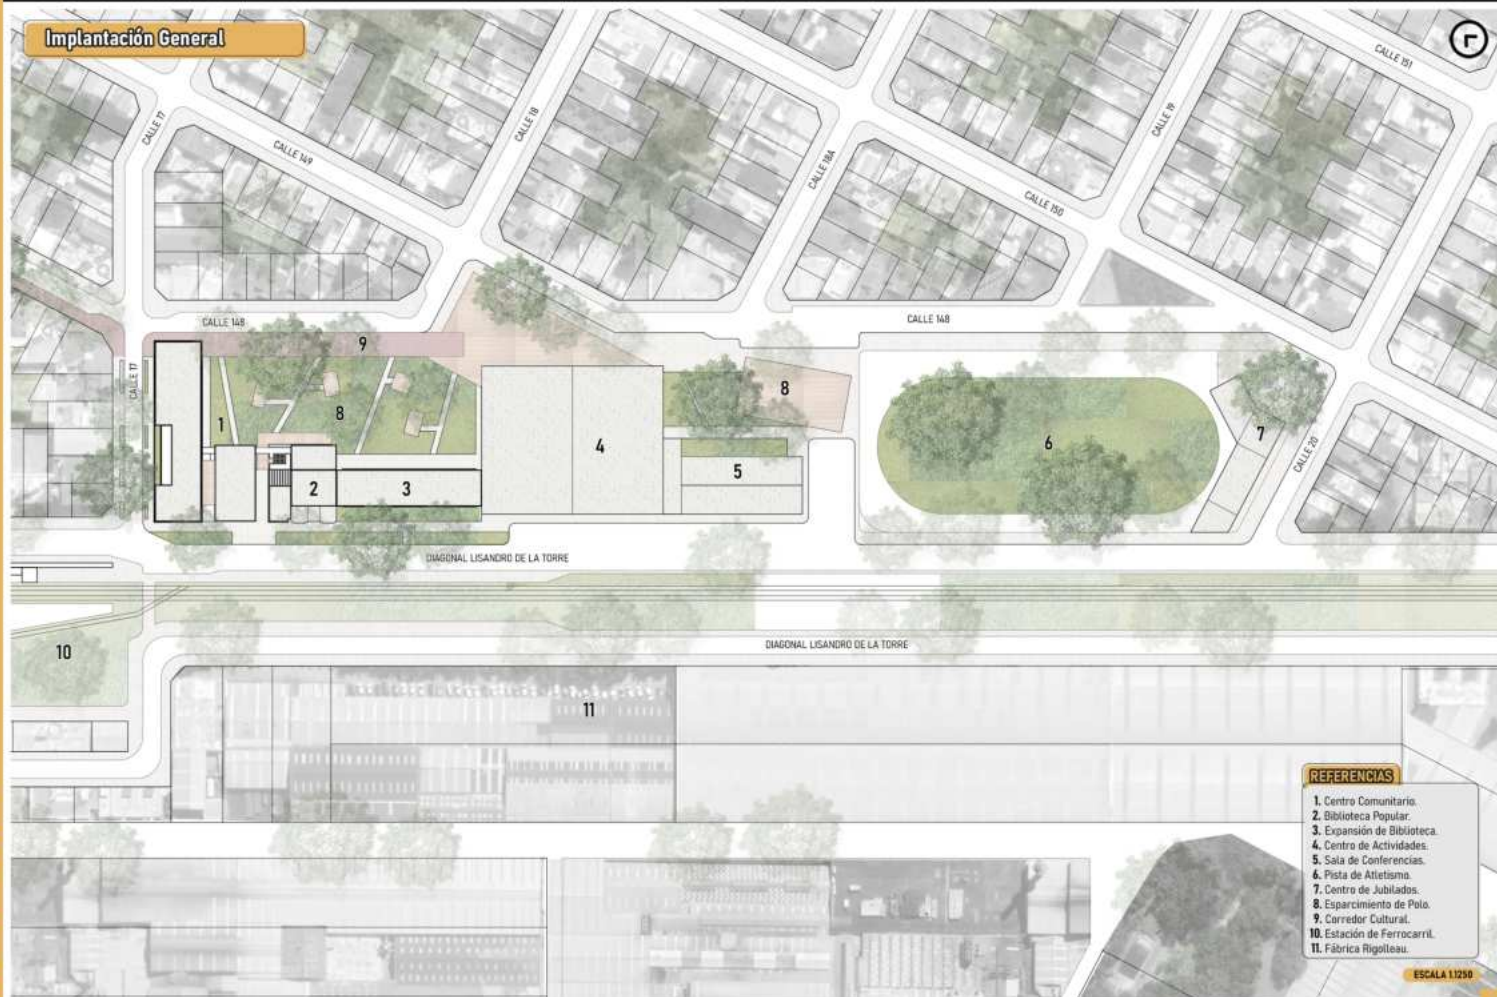 Implantación General
CALLE 151
CALLE 17
CALLE 18
CALLE 19
CALLE 149
CALLE 18A
CALLE 150
CALLE 148
CALLE 148
9
CALLE 17
8
8
1
7
4
6
CALLE 20
5
2
3
DIAGONAL LISANDRO DE LA TORRE
DIAGONAL LISANDRO DE LA TORRE
10
11
REFERENCIAS
1. Centro Comunitario.
2. Biblioteca Popular.
3. Expansión de Biblioteca.
4. Centro de Actividades.
5. Sala de Conferencias.
6. Pista de Atletismo.
7. Centro de Jubilados.
8. Esparcimiento de Polo.
9. Corredor Cultural.
10. Estación de Ferrocarril.
11. Fábrica Rigolleau.
ESCALA 1.1250